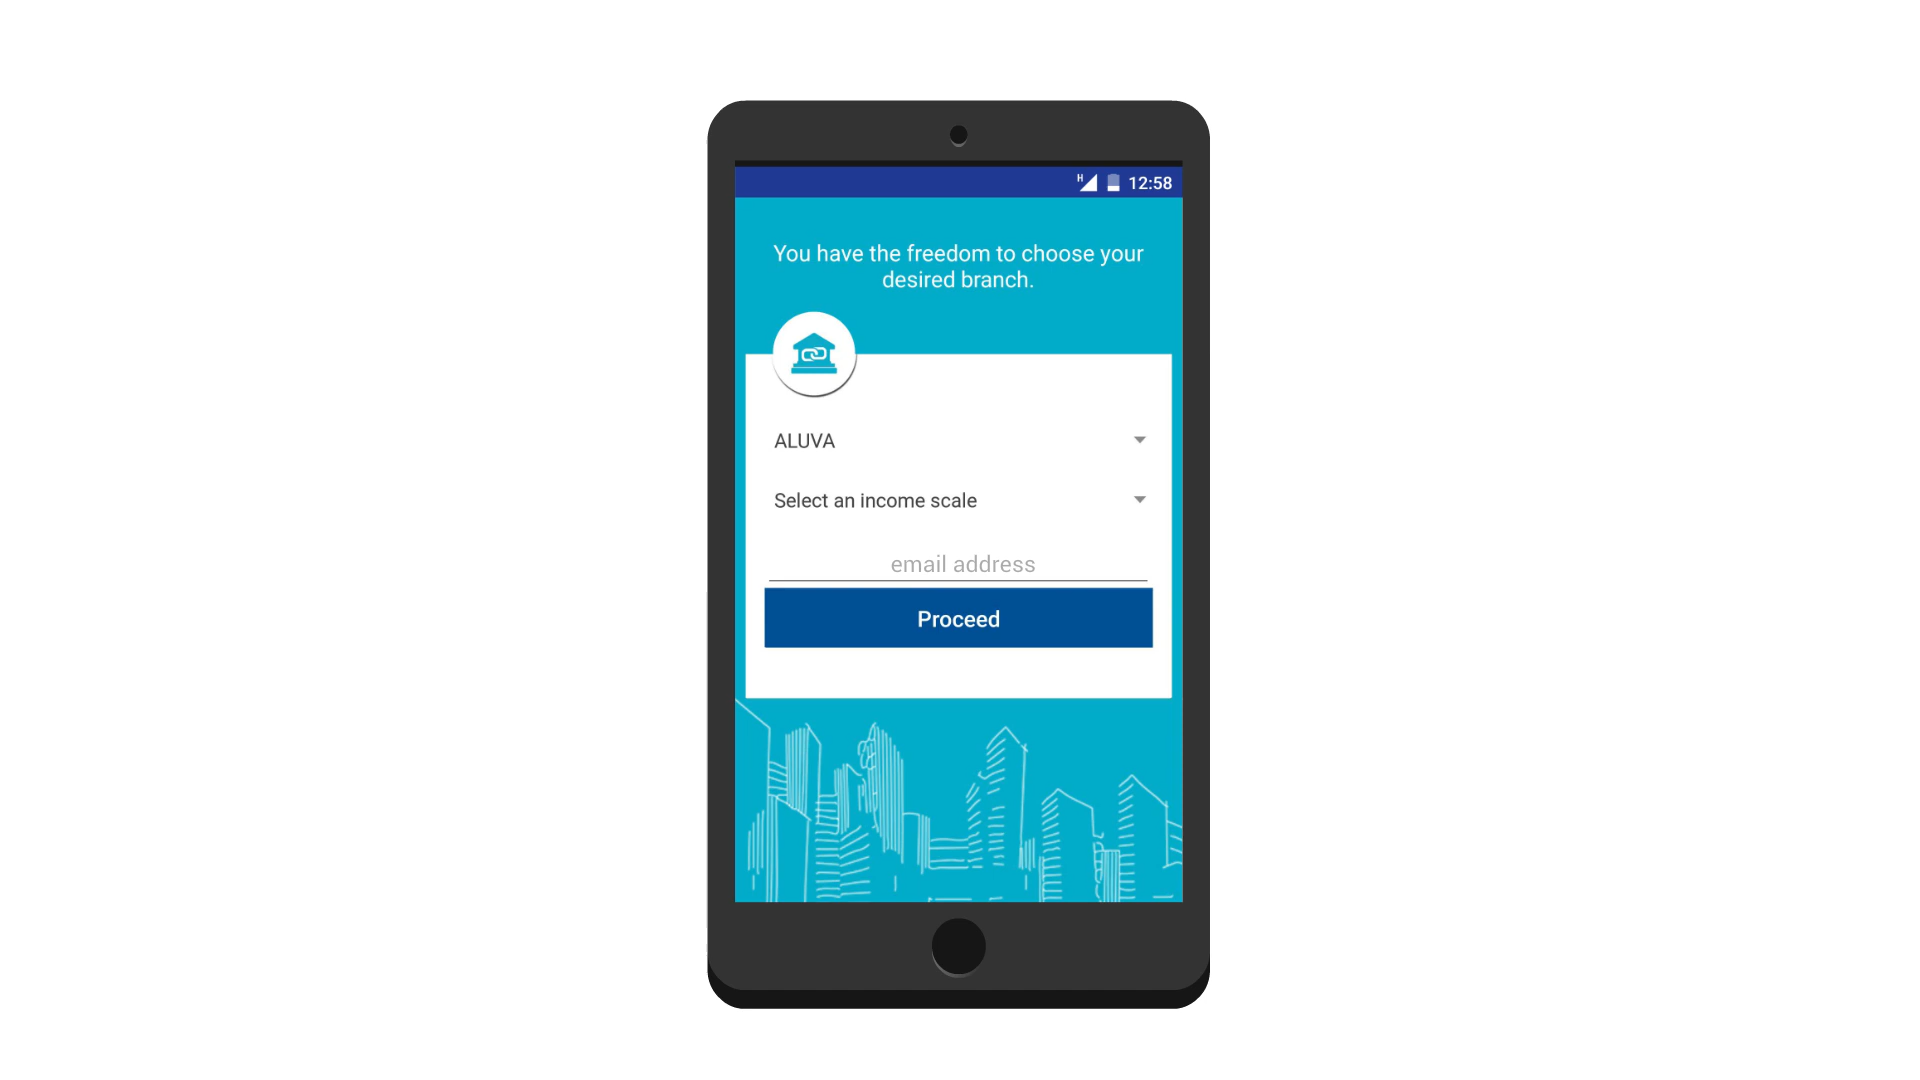 H 12:58
You have the freedom to choose your
desired branch.
ALUVA
Select an income scale
email address
Proceed